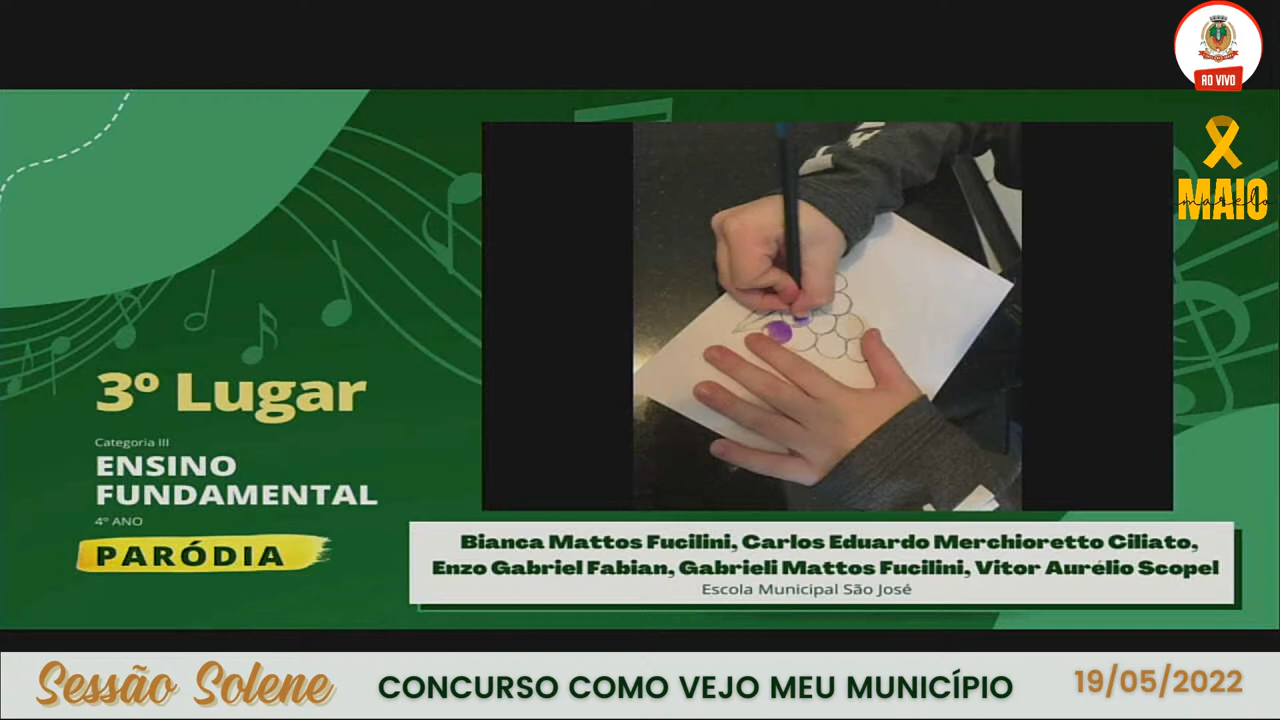 AO VIVO
MAIO
amarelo
3º Lugar
Categoria III
ENSINO
FUNDAMENTAL
4º ANO
PARÓDIA
Bianca Mattos Fucilini, Carlos Eduardo Merchioretto Ciliato,
Enzo Gabriel Fabian, Gabrieli Mattos Fucilini, Vitor Aurélio Scopel
Escola Municipal São José
Sessão Solene
CONCURSO COMO VEJO MEU MUNICÍPIO
19/05/2022